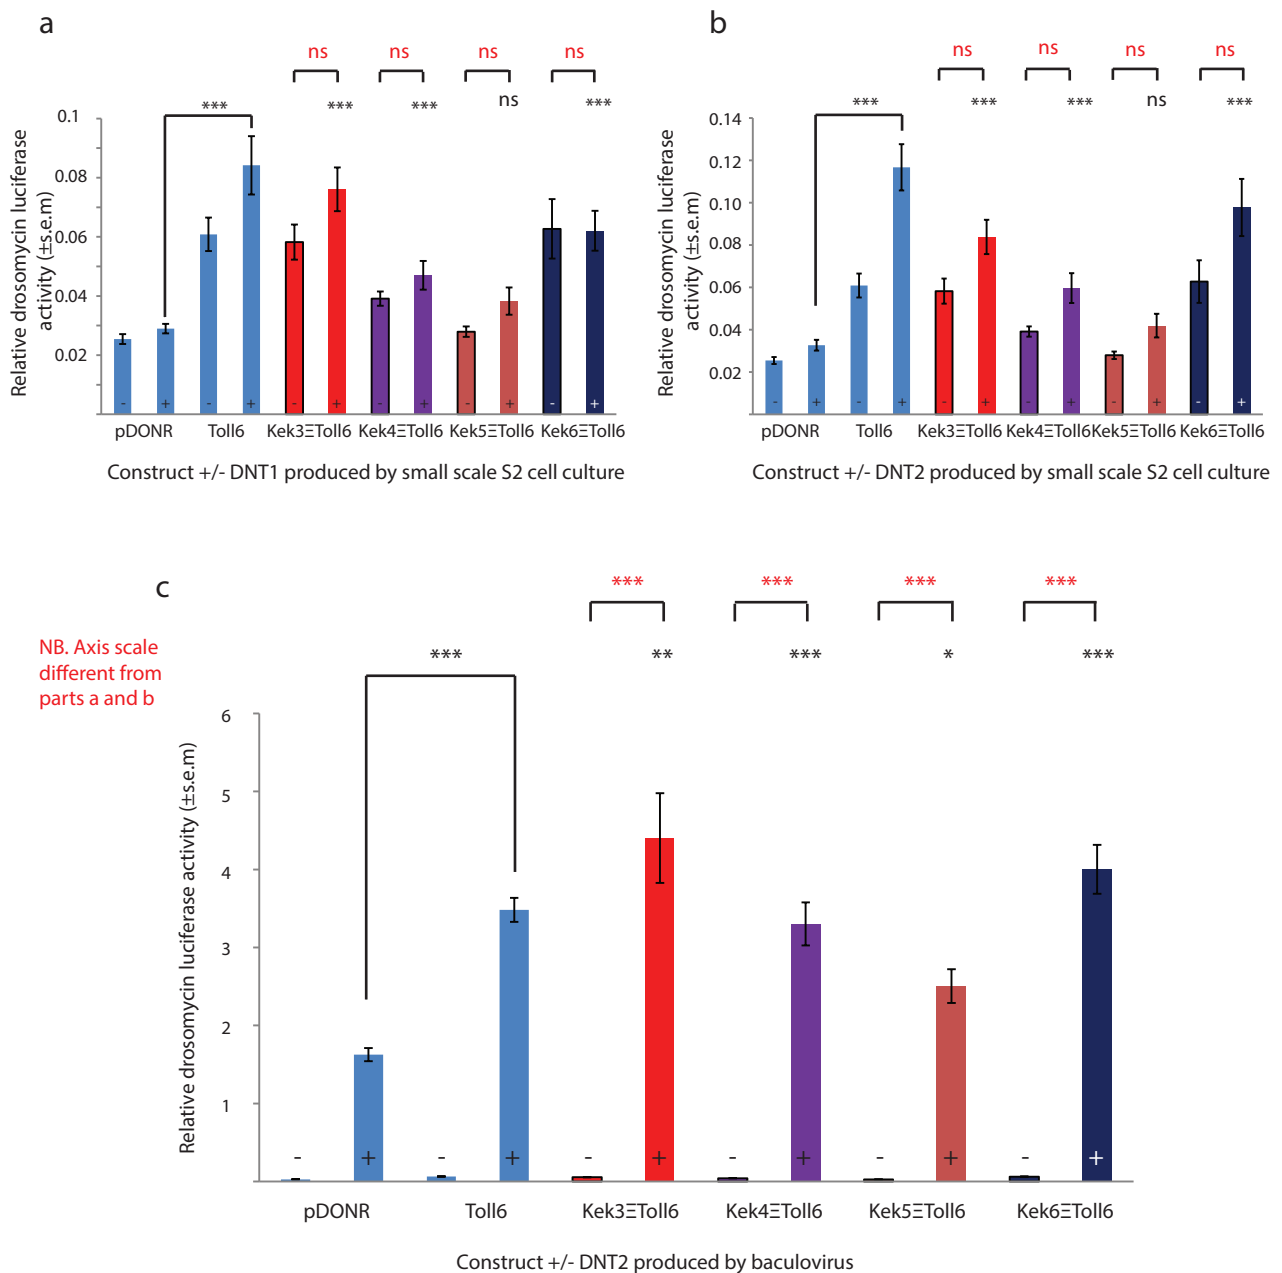 a
ns ns ns ns
*** *** *** ns ***
Relative drosomycin luciferase
activity (±s.e.m)
0.1
0.08
0.06
0.04
0.02
- + - + - + - + - + - +
pDONR Toll6 Kek3ΞToll6 Kek4ΞToll6 Kek5ΞToll6 Kek6ΞToll6
Construct +/- DNT1 produced by small scale S2 cell culture
b
ns ns ns ns
*** *** *** ns ***
Relative drosomycin luciferase
activity (±s.e.m)
0.14
0.12
0.10
0.08
0.06
0.04
0.02
- + - + - + - + - + - +
pDONR Toll6 Kek3ΞToll6 Kek4ΞToll6 Kek5ΞToll6 Kek6ΞToll6
Construct +/- DNT2 produced by small scale S2 cell culture
c
*** *** *** ***
NB. Axis scale
different from
parts a and b
*** ** *** * ***
Relative drosomycin luciferase activity (±s.e.m)
6
5
4
3
2
1
- + - + - + - + - + - +
pDONR Toll6 Kek3ΞToll6 Kek4ΞToll6 Kek5ΞToll6 Kek6ΞToll6
Construct +/- DNT2 produced by baculovirus